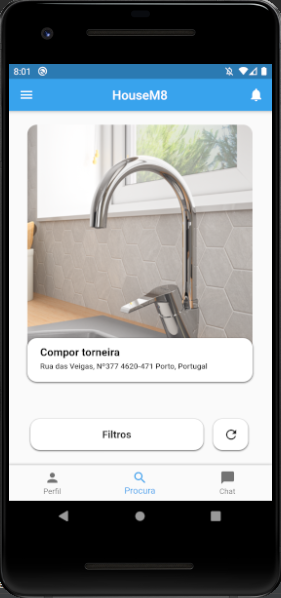 8:01
HouseM8
Compor torneira
Rua das Veigas, Nº377 4620-471 Porto, Portugal
Filtros
Perfil
Procura
Chat